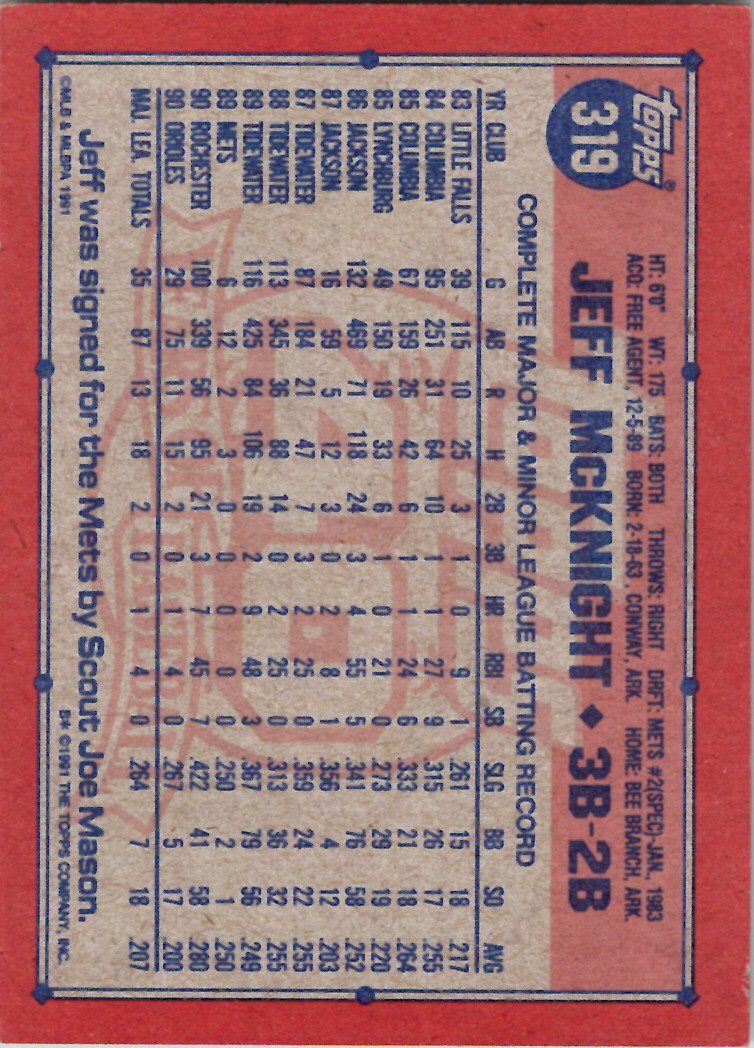 Topps®
319
HT: 6'0" WT: 175 BATS: BOTH THROWS: RIGHT DRFT: METS #2(SPEC)-JAN., 1983
ACQ: FREE AGENT, 12-5-89 BORN: 2-18-63, CONWAY, ARK. HOME: BEE BRANCH, ARK.
JEFF McKNIGHT ♦ 3B-2B
COMPLETE MAJOR & MINOR LEAGUE BATTING RECORD
YR CLUB G AB R H 2B 3B HR RBI SB SLG BB SO AVG
83 LITTLE FALLS 39 115 10 25 3 1 0 9 1 .261 15 18 .217
84 COLUMBIA 95 251 31 64 10 1 1 27 9 .315 26 17 .255
85 COLUMBIA 67 159 26 42 6 1 1 24 6 .333 21 18 .264
85 LYNCHBURG 49 150 19 33 6 1 0 21 0 .273 29 19 .220
86 JACKSON 132 469 71 118 24 3 4 55 5 .341 76 58 .252
87 JACKSON 16 59 5 12 3 0 2 8 1 .356 4 12 .203
87 TIDEWATER 87 184 21 47 7 3 2 25 0 .359 24 22 .255
88 TIDEWATER 113 345 36 88 14 0 2 25 0 .313 36 32 .255
89 TIDEWATER 116 425 84 106 19 2 9 48 3 .367 79 56 .249
89 METS 6 12 2 3 0 0 0 0 0 .250 2 1 .250
90 ROCHESTER 100 339 56 95 21 3 7 45 7 .422 41 58 .280
90 ORIOLES 29 75 11 15 2 0 1 4 0 .267 5 17 .200
MAJ. LEA. TOTALS 35 87 13 18 2 0 1 4 0 .264 7 18 .207
Jeff was signed for the Mets by Scout Joe Mason.
©MLB & MLBPA 1991
©1991 THE TOPPS COMPANY, INC.